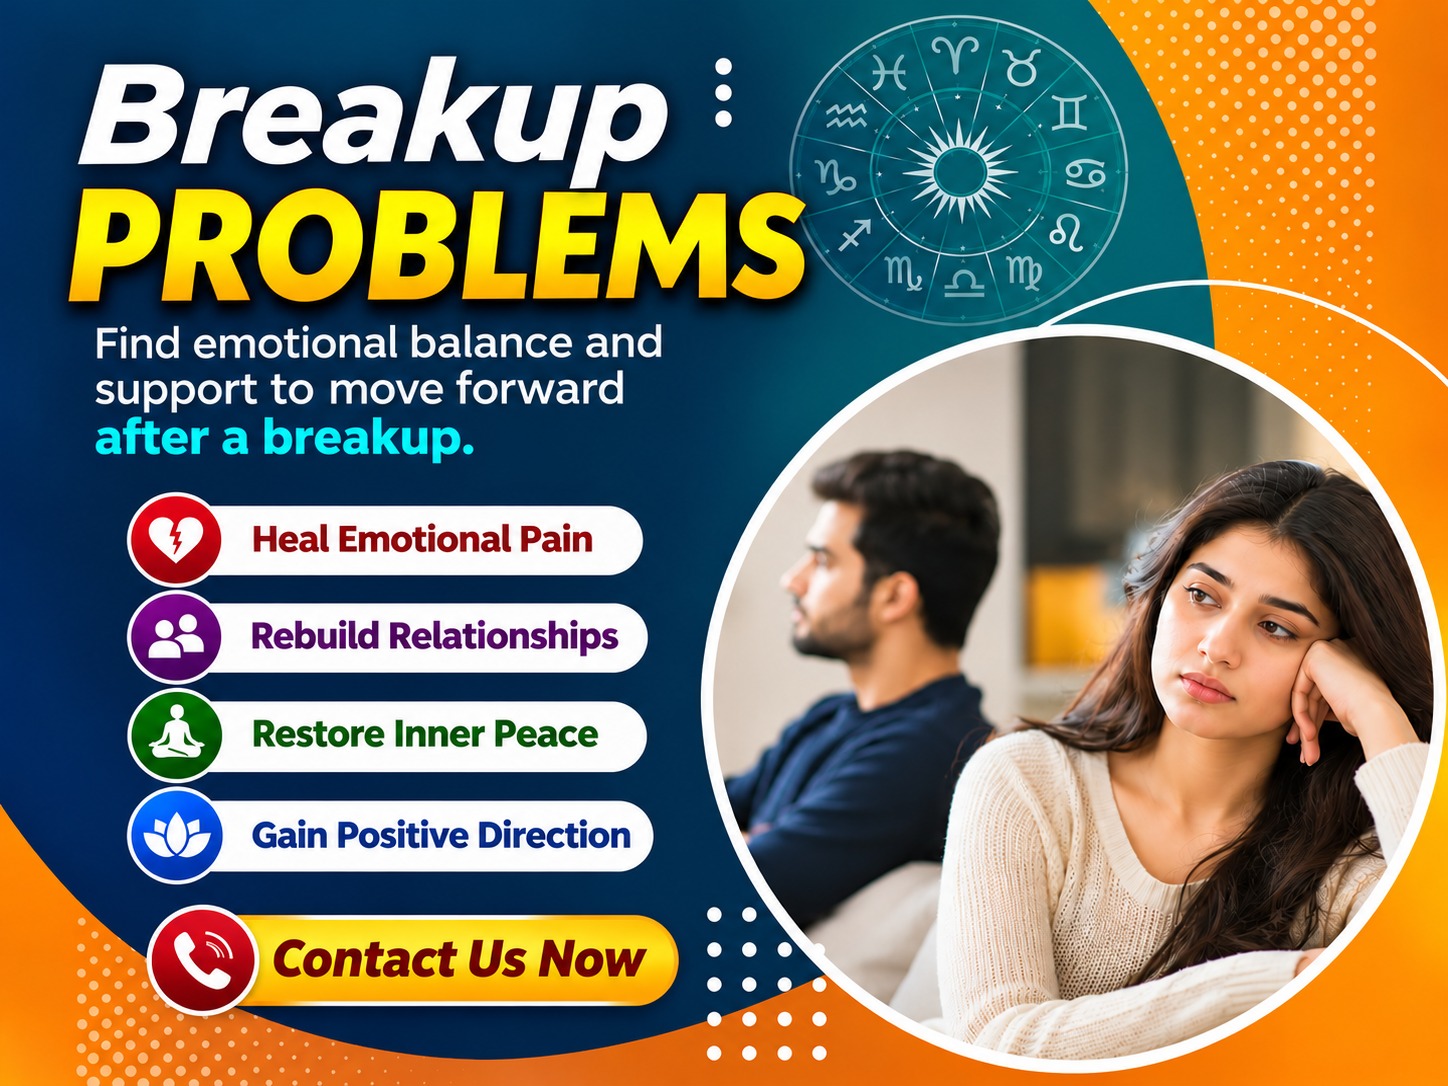 Breakup
PROBLEMS
Find emotional balance and
support to move forward
after a breakup.
Heal Emotional Pain
Rebuild Relationships
Restore Inner Peace
Gain Positive Direction
Contact Us Now